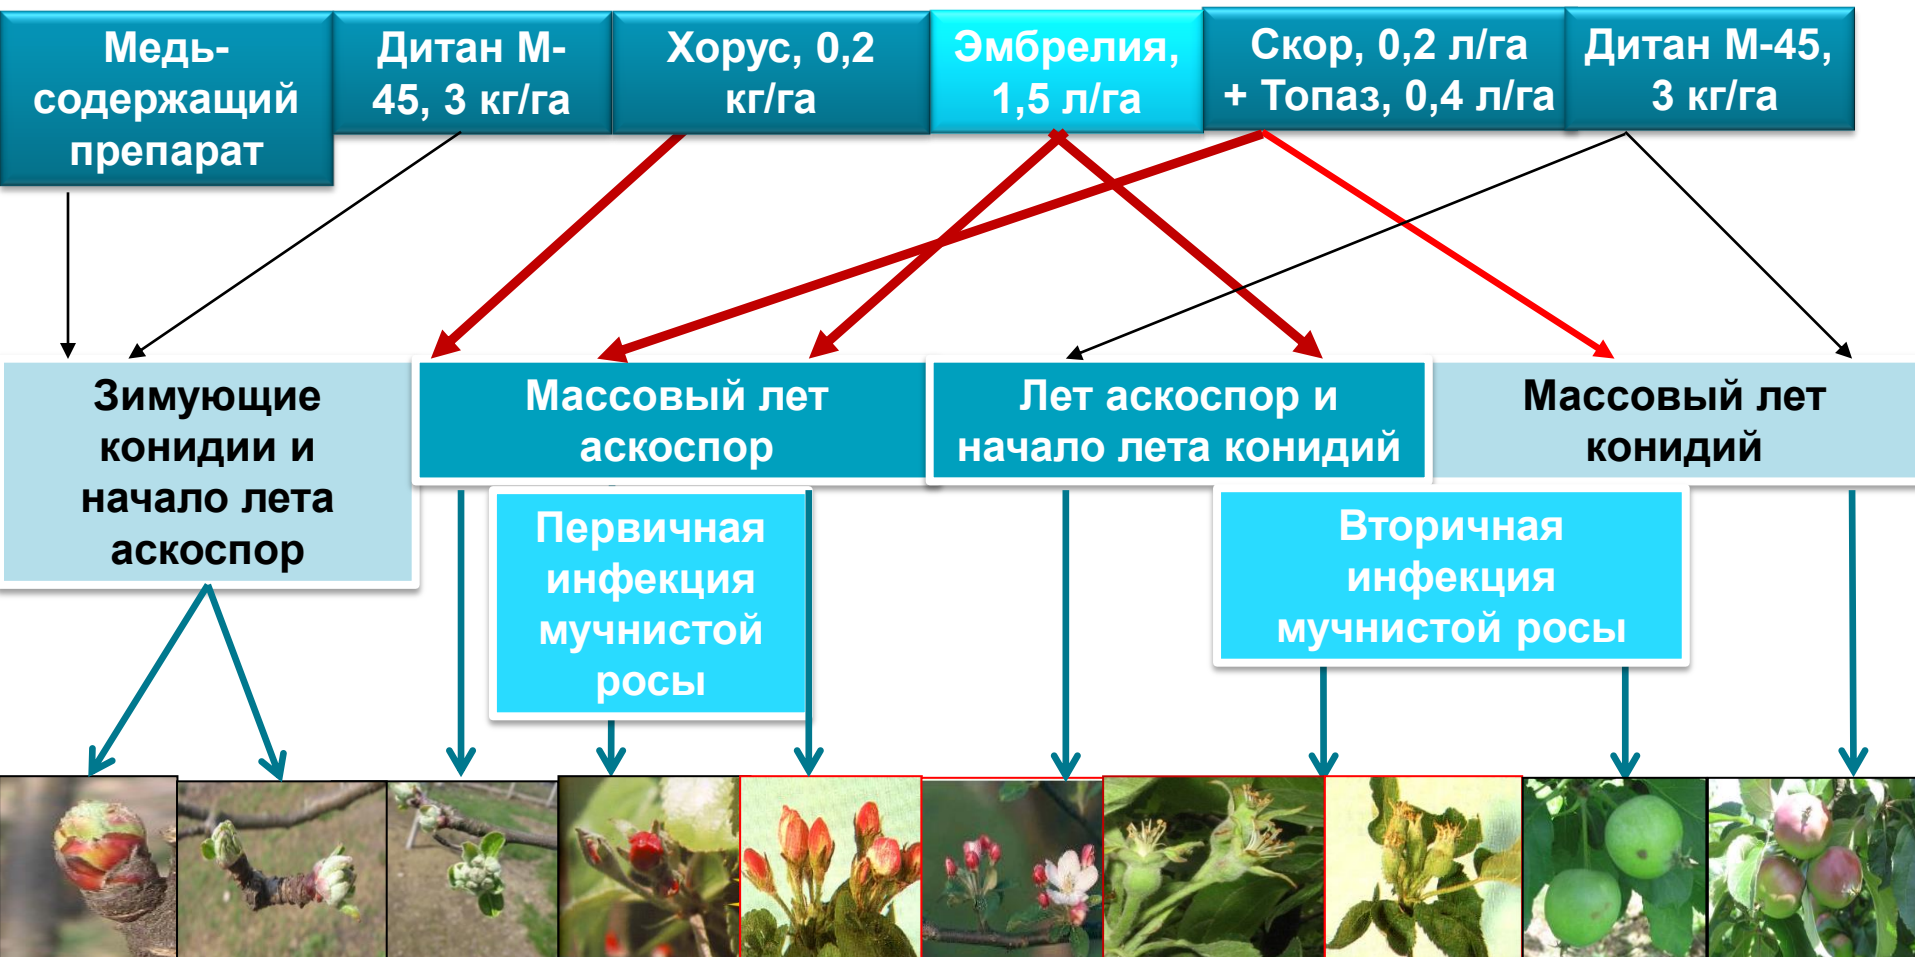 Медь-
содержащий
препарат
Дитан М-
45, 3 кг/га
Хорус, 0,2
кг/га
Эмбрелия,
1,5 л/га
Скор, 0,2 л/га
+ Топаз, 0,4 л/га
Дитан М-45,
3 кг/га
Зимующие
конидии и
начало лета
аскоспор
Массовый лет
аскоспор
Лет аскоспор и
начало лета конидий
Массовый лет
конидий
Первичная
инфекция
мучнистой
росы
Вторичная
инфекция
мучнистой росы